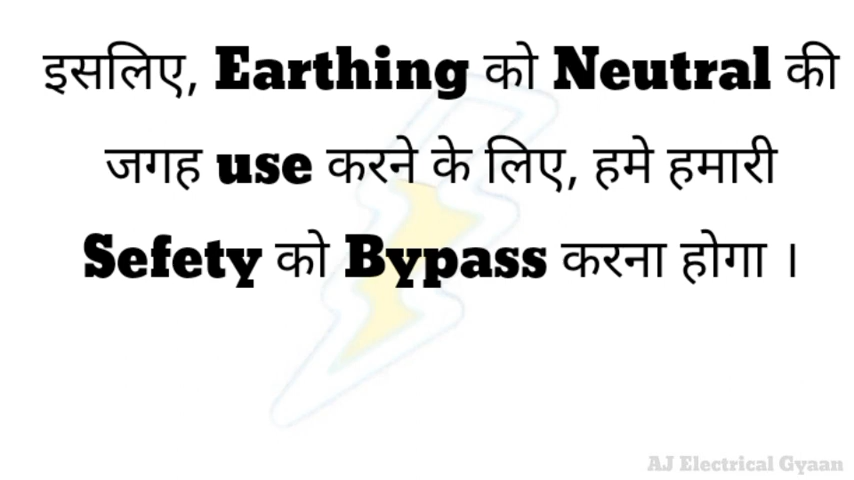 इसलिए, Earthing को Neutral की
जगह use करने के लिए, हमे हमारी
Sefety को Bypass करना होगा ।
AJ Electrical Gyaan